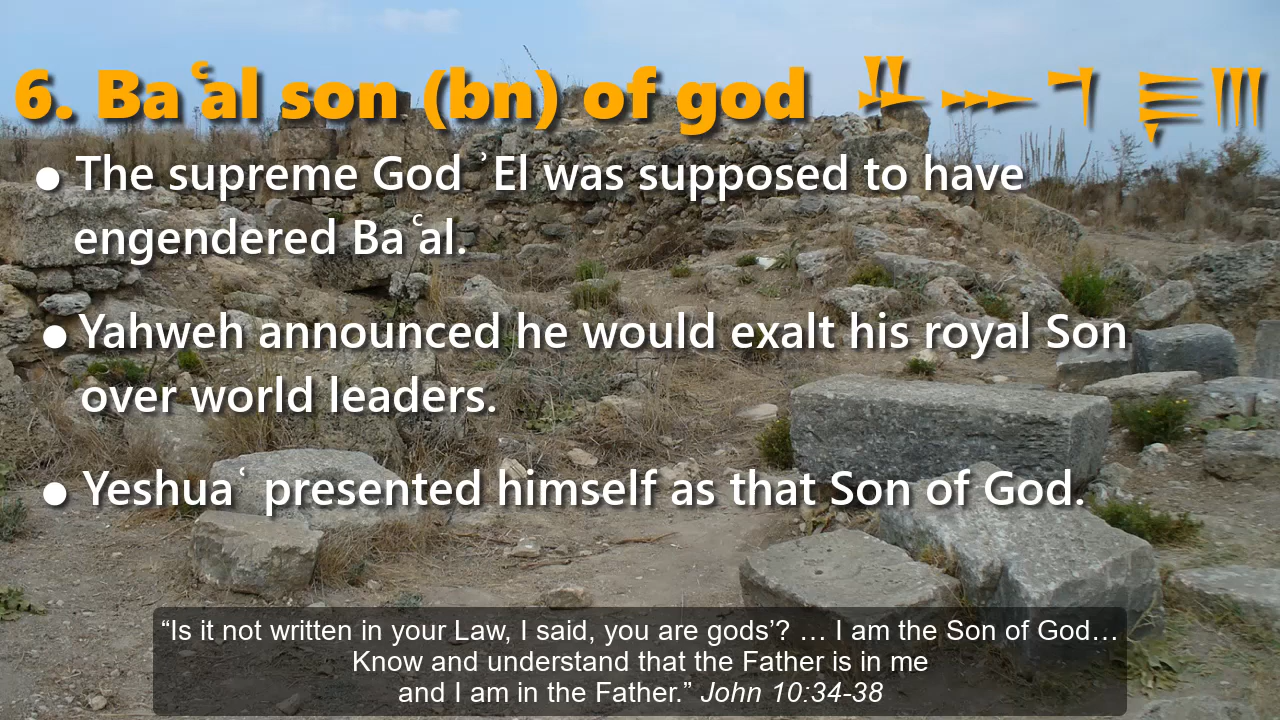 6. Baʿal son (bn) of god 𐎁𐎐𐎎 𐎛𐎍
● The supreme God ʾEl was supposed to have
engendered Baʿal.
● Yahweh announced he would exalt his royal Son
over world leaders.
● Yeshuaʿ presented himself as that Son of God.
“Is it not written in your Law, I said, you are gods’? … I am the Son of God…
Know and understand that the Father is in me
and I am in the Father.” John 10:34-38